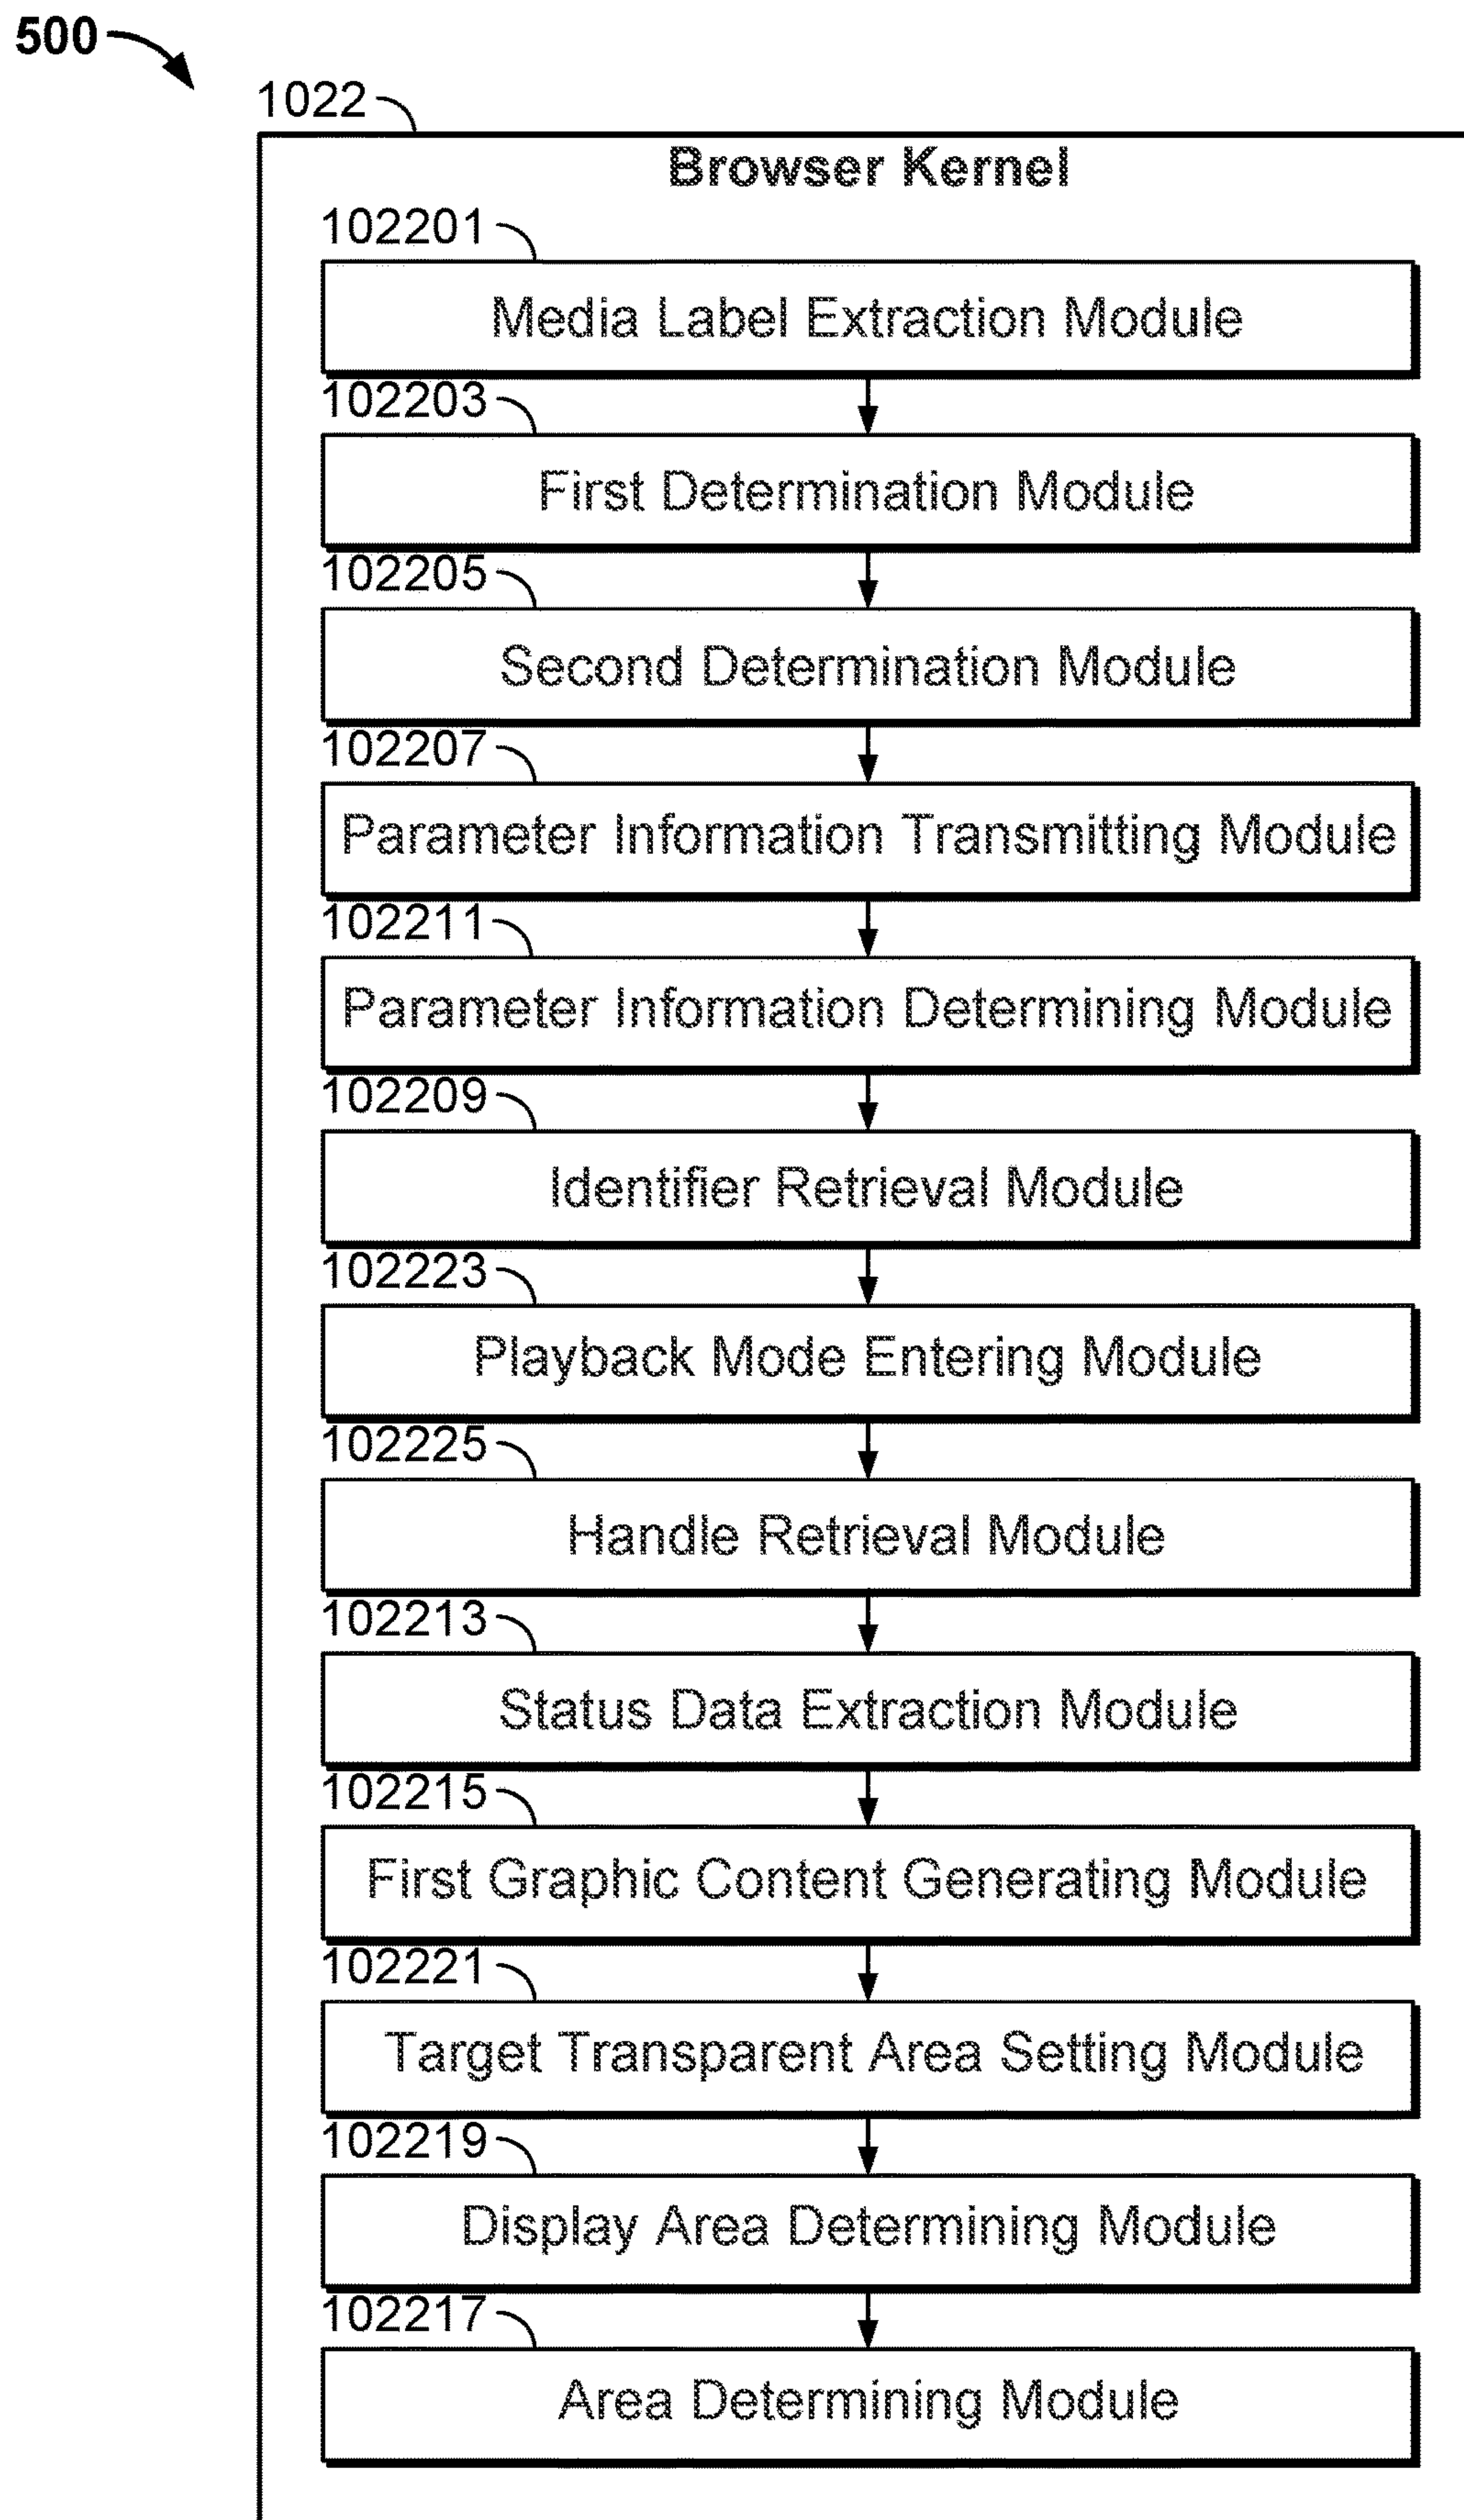 500
1022
Browser Kernel
102201
Media Label Extraction Module
102203
First Determination Module
102205
Second Determination Module
102207
Parameter Information Transmitting Module
102211
Parameter Information Determining Module
102209
Identifier Retrieval Module
102223
Playback Mode Entering Module
102225
Handle Retrieval Module
102213
Status Data Extraction Module
102215
First Graphic Content Generating Module
102221
Target Transparent Area Setting Module
102219
Display Area Determining Module
102217
Area Determining Module